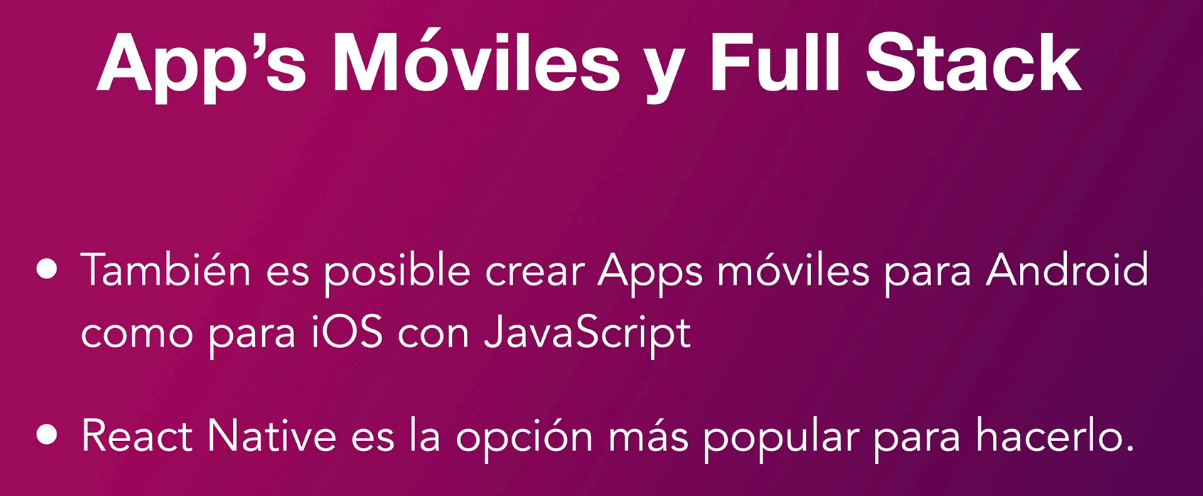 App’s Móviles y Full Stack
• También es posible crear Apps móviles para Android
como para iOS con JavaScript
• React Native es la opción más popular para hacerlo.